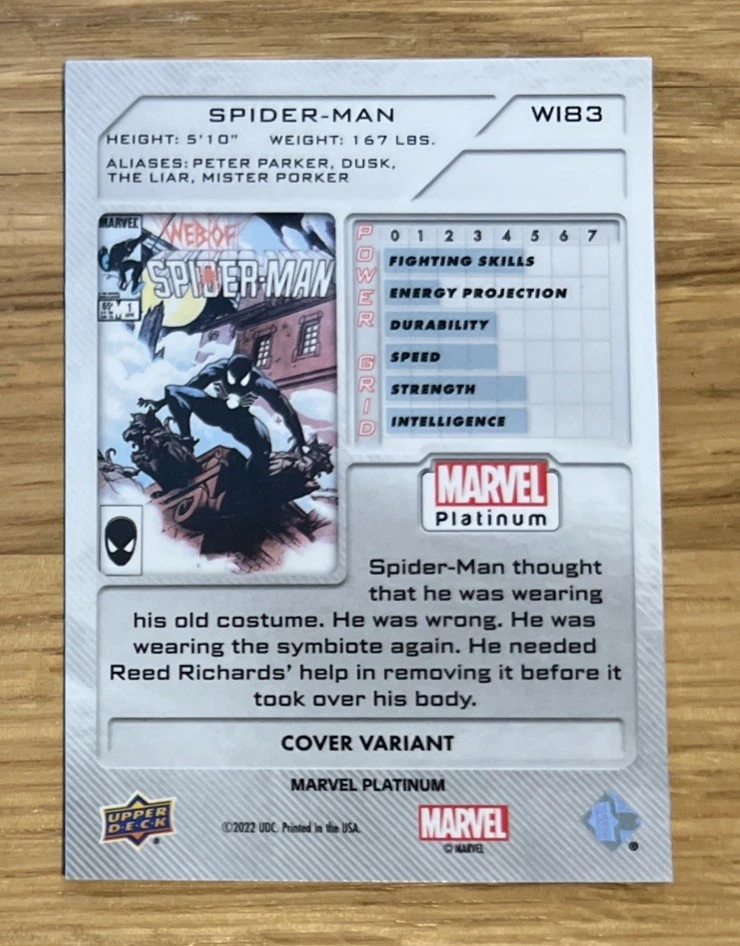 SPIDER-MAN
WI83
HEIGHT: 5'10" WEIGHT: 167 LBS.
ALIASES: PETER PARKER, DUSK,
THE LIAR, MISTER PORKER
MARVEL
WEB OF
SPIDER-MAN
1
POWER GRID
0 1 2 3 4 5 6 7
FIGHTING SKILLS
ENERGY PROJECTION
DURABILITY
SPEED
STRENGTH
INTELLIGENCE
MARVEL
Platinum
Spider-Man thought
that he was wearing
his old costume. He was wrong. He was
wearing the symbiote again. He needed
Reed Richards' help in removing it before it
took over his body.
COVER VARIANT
MARVEL PLATINUM
UPPER
D·E·C·K
®
©2022 UDC. Printed in the USA.
MARVEL
© MARVEL
®